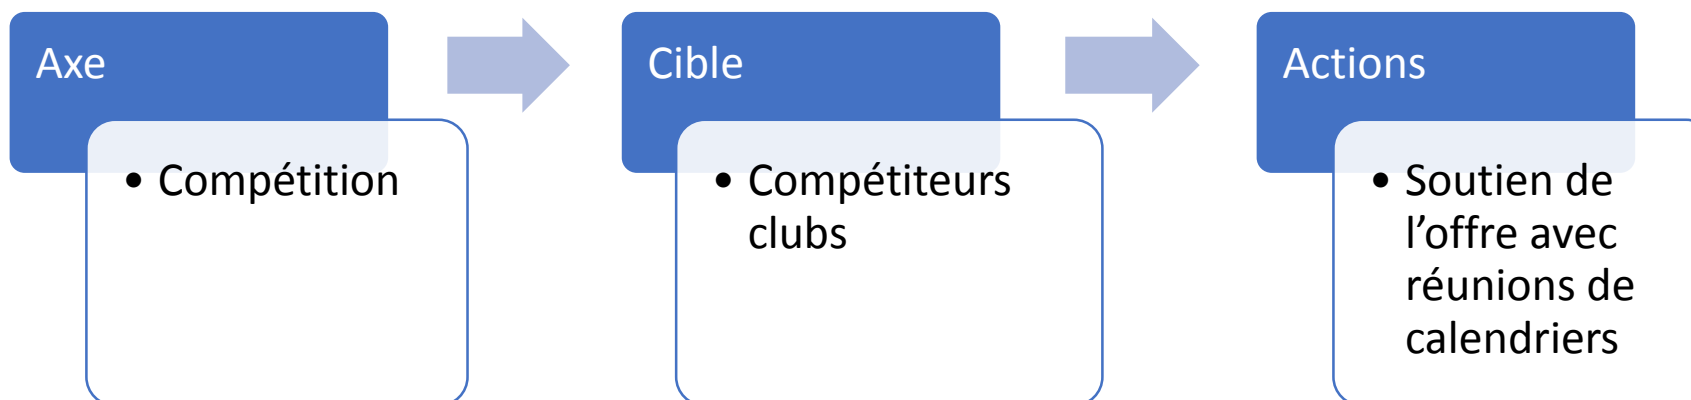 Axe
• Compétition
Cible
• Compétiteurs
clubs
Actions
• Soutien de
l’offre avec
réunions de
calendriers